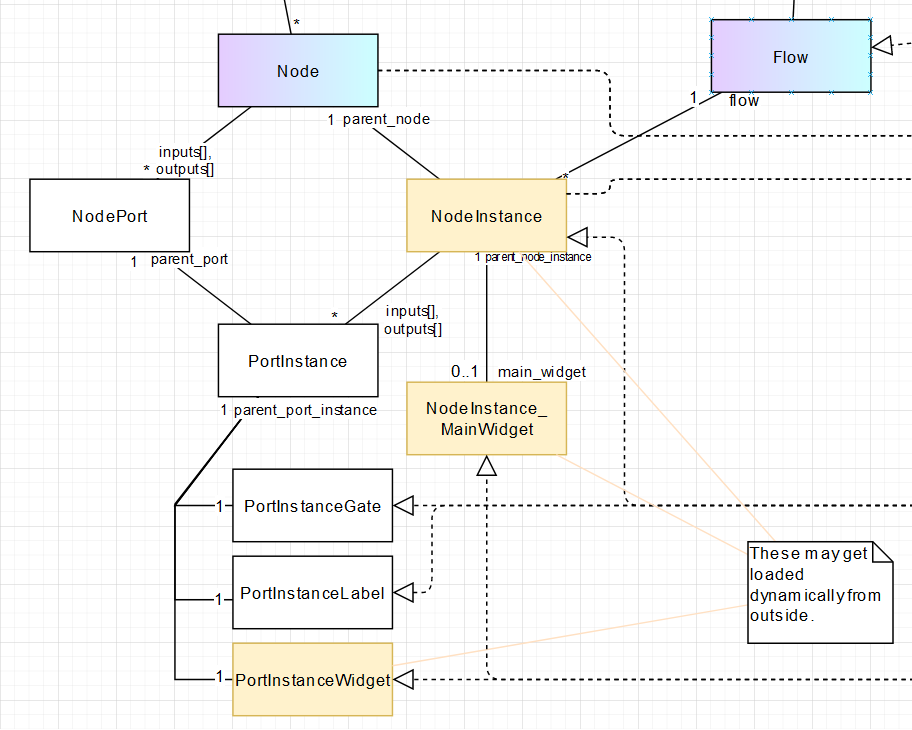 *
Node
Flow
1 flow
1 parent_node
inputs[],
* outputs[]
*
NodePort
NodeInstance
1 parent_port
1 parent_node_instance
* inputs[],
outputs[]
PortInstance
0..1 main_widget
1 parent_port_instance
NodeInstance_
MainWidget
1 PortInstanceGate
These may get
loaded
dynamically from
outside.
1 PortInstanceLabel
1 PortInstanceWidget